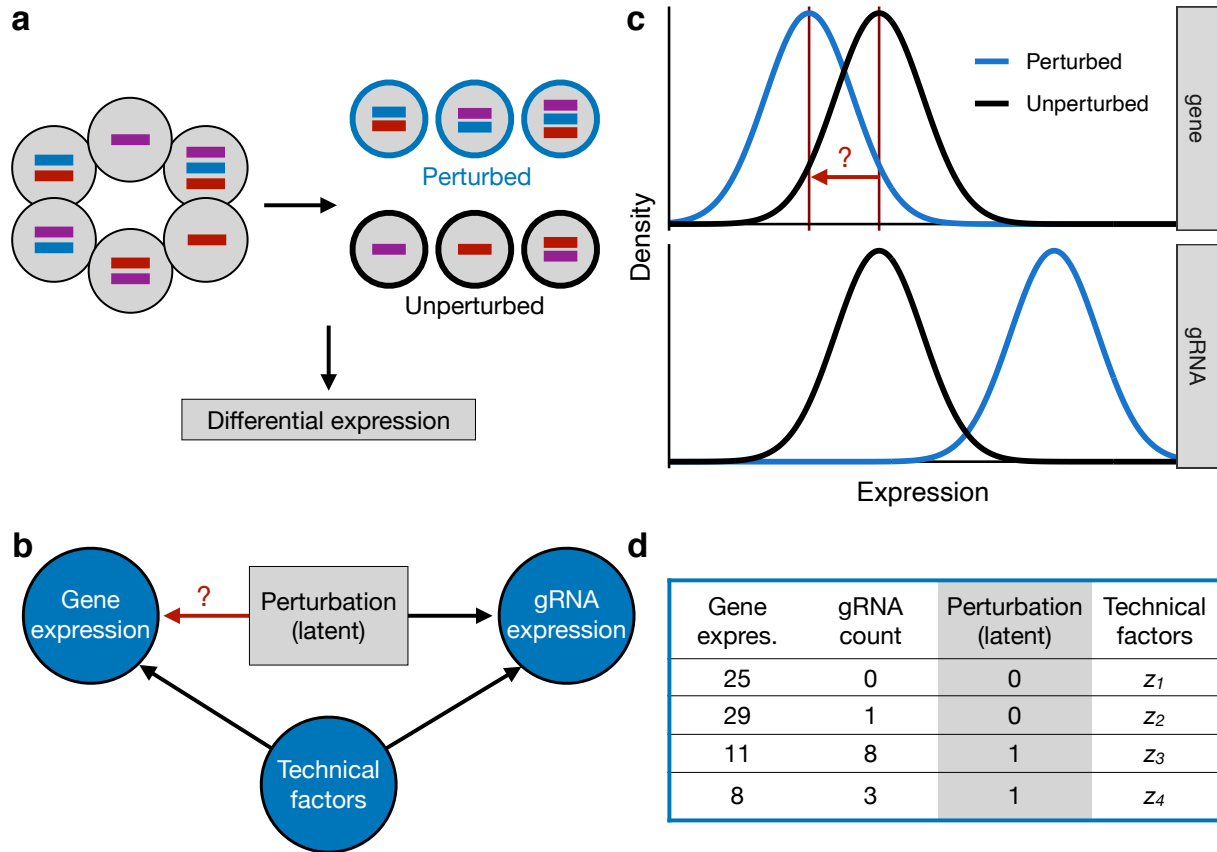 a
Perturbed
Unperturbed
Differential expression
b
Gene
expression
?
Perturbation
(latent)
gRNA
expression
Technical
factors
c
Perturbed
Unperturbed
?
gene
Density
gRNA
Expression
d
Gene
expres.
gRNA
count
Perturbation
(latent)
Technical
factors
25 0 0 z1
29 1 0 z2
11 8 1 z3
8 3 1 z4